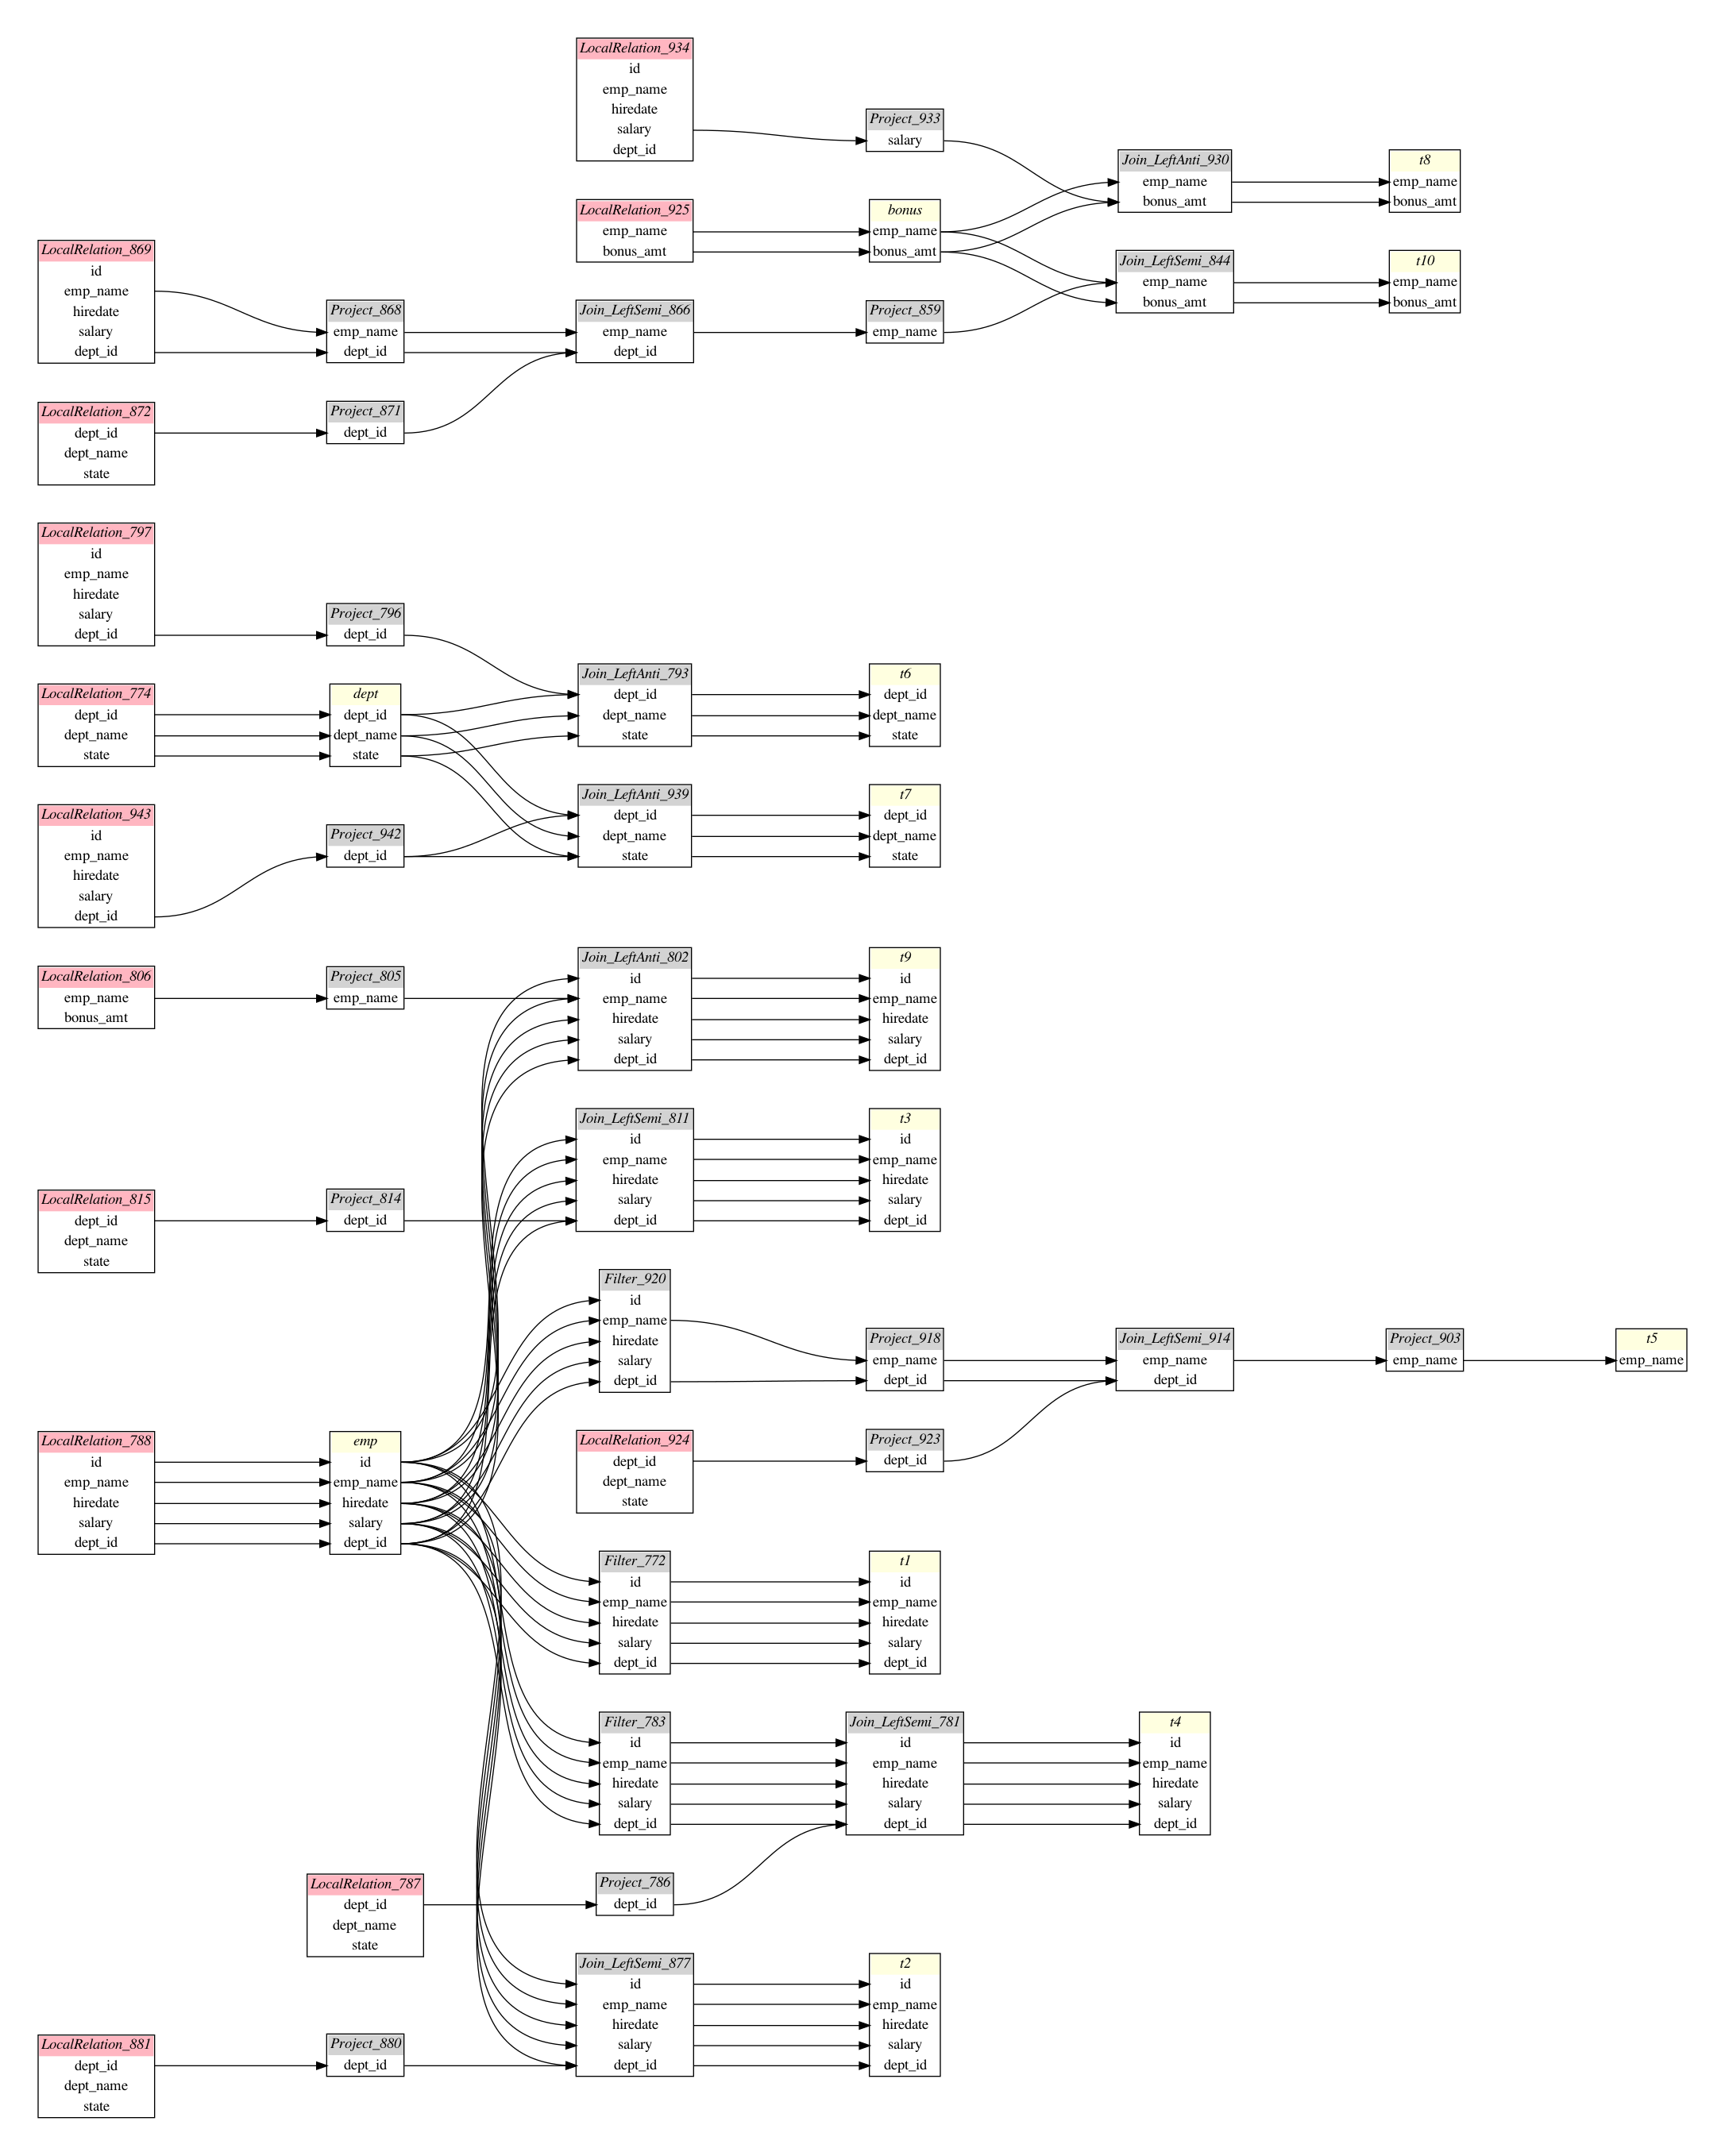 LocalRelation_934
id
emp_name
hiredate
salary
dept_id
Project_933
salary
Join_LeftAnti_930
emp_name
bonus_amt
t8
emp_name
bonus_amt
LocalRelation_925
emp_name
bonus_amt
bonus
emp_name
bonus_amt
LocalRelation_869
id
emp_name
hiredate
salary
dept_id
Join_LeftSemi_844
emp_name
bonus_amt
t10
emp_name
bonus_amt
Project_868
emp_name
dept_id
Join_LeftSemi_866
emp_name
dept_id
Project_859
emp_name
LocalRelation_872
dept_id
dept_name
state
Project_871
dept_id
LocalRelation_797
id
emp_name
hiredate
salary
dept_id
Project_796
dept_id
Join_LeftAnti_793
dept_id
dept_name
state
t6
dept_id
dept_name
state
LocalRelation_774
dept_id
dept_name
state
dept
dept_id
dept_name
state
Join_LeftAnti_939
dept_id
dept_name
state
t7
dept_id
dept_name
state
LocalRelation_943
id
emp_name
hiredate
salary
dept_id
Project_942
dept_id
Join_LeftAnti_802
id
emp_name
hiredate
salary
dept_id
t9
id
emp_name
hiredate
salary
dept_id
LocalRelation_806
emp_name
bonus_amt
Project_805
emp_name
Join_LeftSemi_811
id
emp_name
hiredate
salary
dept_id
t3
id
emp_name
hiredate
salary
dept_id
LocalRelation_815
dept_id
dept_name
state
Project_814
dept_id
Filter_920
id
emp_name
hiredate
salary
dept_id
Project_918
emp_name
dept_id
Join_LeftSemi_914
emp_name
dept_id
Project_903
emp_name
t5
emp_name
LocalRelation_788
id
emp_name
hiredate
salary
dept_id
emp
id
emp_name
hiredate
salary
dept_id
LocalRelation_924
dept_id
dept_name
state
Project_923
dept_id
Filter_772
id
emp_name
hiredate
salary
dept_id
t1
id
emp_name
hiredate
salary
dept_id
Filter_783
id
emp_name
hiredate
salary
dept_id
Join_LeftSemi_781
id
emp_name
hiredate
salary
dept_id
t4
id
emp_name
hiredate
salary
dept_id
LocalRelation_787
dept_id
dept_name
state
Project_786
dept_id
Join_LeftSemi_877
id
emp_name
hiredate
salary
dept_id
t2
id
emp_name
hiredate
salary
dept_id
LocalRelation_881
dept_id
dept_name
state
Project_880
dept_id